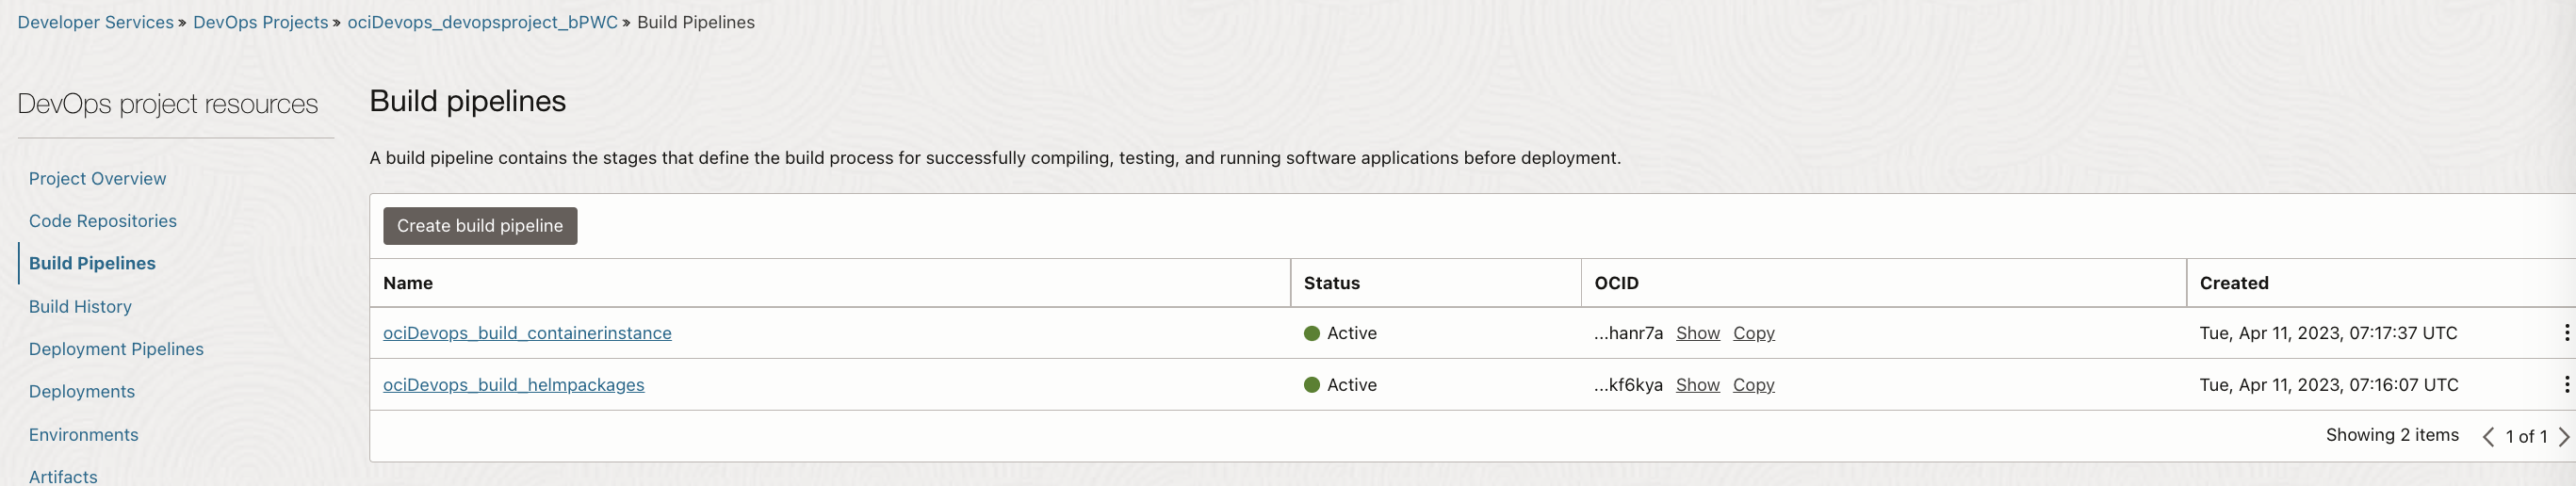 Developer Services » DevOps Projects » ociDevops_devopsproject_bPWC » Build Pipelines
DevOps project resources
Project Overview
Code Repositories
Build Pipelines
Build History
Deployment Pipelines
Deployments
Environments
Artifacts
Build pipelines
A build pipeline contains the stages that define the build process for successfully compiling, testing, and running software applications before deployment.
Create build pipeline
Name Status OCID Created
ociDevops_build_containerinstance Active ...hanr7a Show Copy Tue, Apr 11, 2023, 07:17:37 UTC
ociDevops_build_helmpackages Active ...kf6kya Show Copy Tue, Apr 11, 2023, 07:16:07 UTC
Showing 2 items < 1 of 1 >